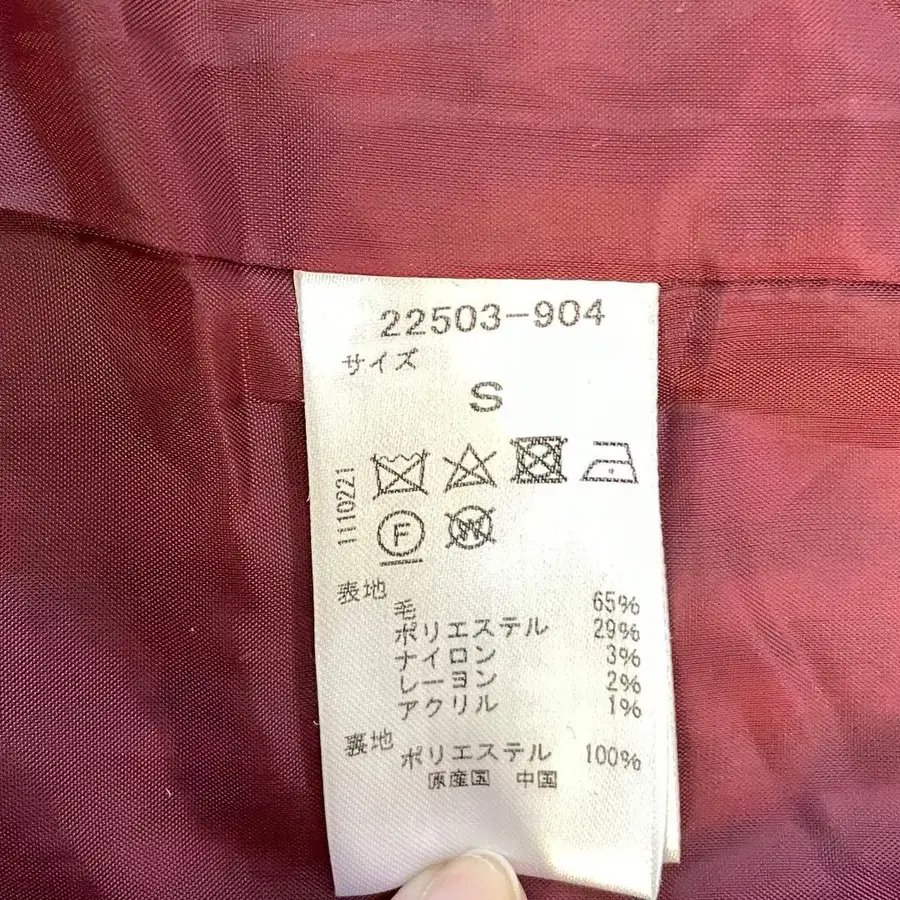 22503-904
サイズ
S
1110221
F
W
表地
毛 65%
ポリエステル 29%
ナイロン 3%
レーヨン 2%
アクリル 1%
裏地
ポリエステル 100%
原産国 中国